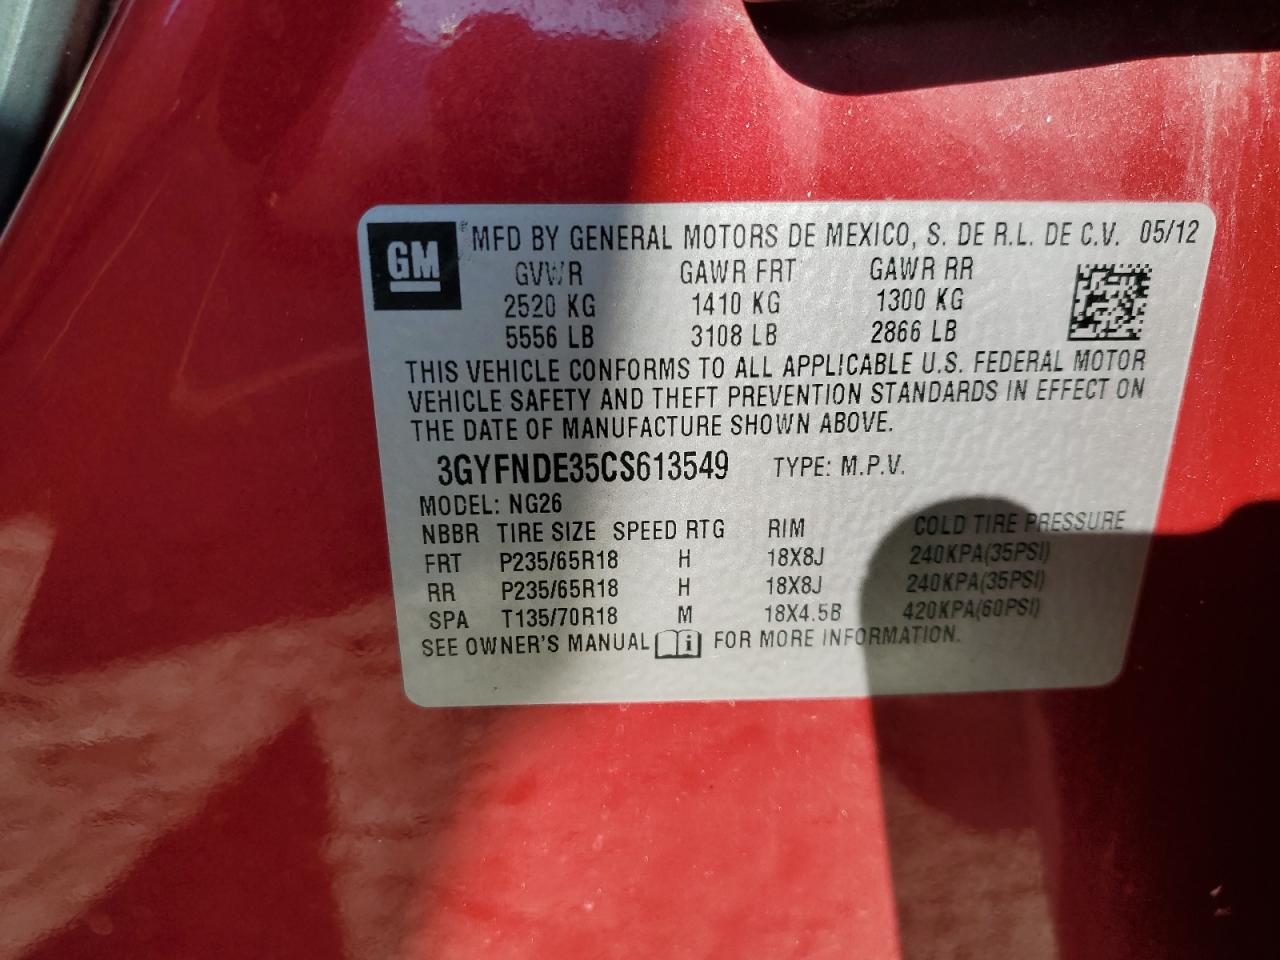 GM ® MFD BY GENERAL MOTORS DE MEXICO, S. DE R.L. DE C.V. 05/12
GVWR GAWR FRT GAWR RR
2520 KG 1410 KG 1300 KG
5556 LB 3108 LB 2866 LB
THIS VEHICLE CONFORMS TO ALL APPLICABLE U.S. FEDERAL MOTOR
VEHICLE SAFETY AND THEFT PREVENTION STANDARDS IN EFFECT ON
THE DATE OF MANUFACTURE SHOWN ABOVE.
3GYFNDE35CS613549 TYPE: M.P.V.
MODEL: NG26
NBBR TIRE SIZE SPEED RTG RIM COLD TIRE PRESSURE
FRT P235/65R18 H 18X8J 240KPA(35PSI)
RR P235/65R18 H 18X8J 240KPA(35PSI)
SPA T135/70R18 M 18X4.5B 420KPA(60PSI)
SEE OWNER'S MANUAL i FOR MORE INFORMATION.